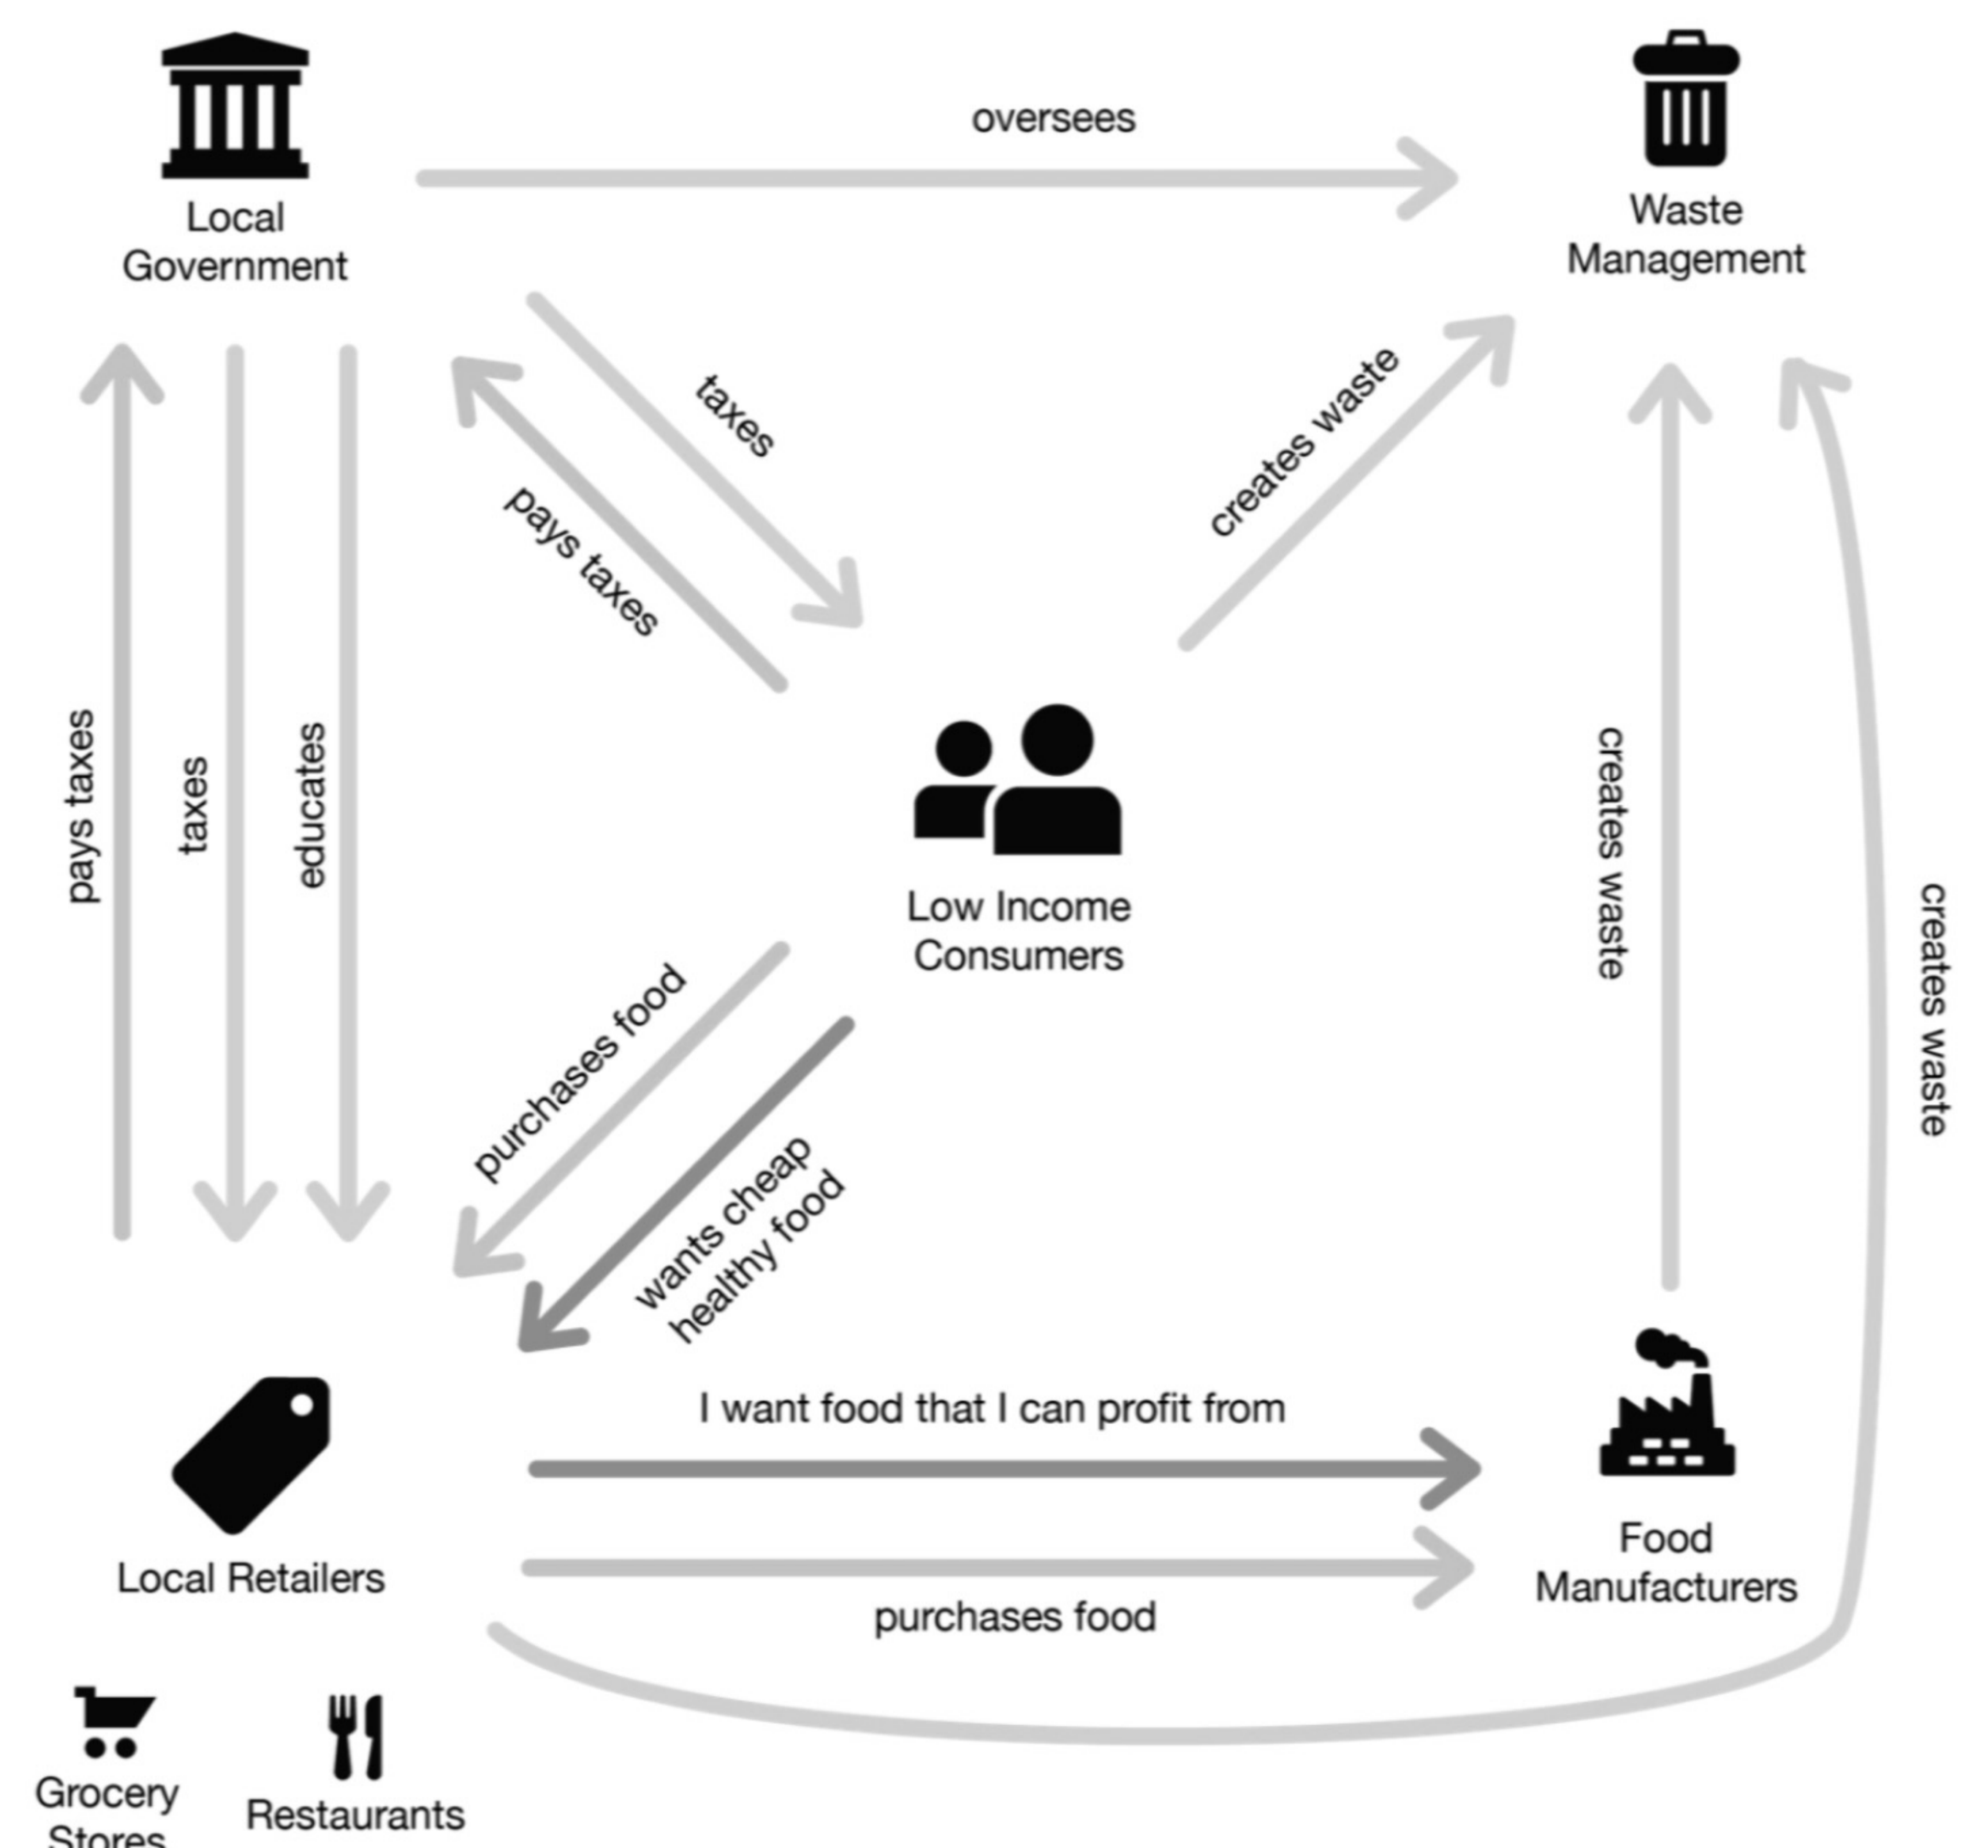 oversees
Local
Government
Waste
Management
taxes
pays taxes
creates waste
pays taxes
taxes
educates
Low Income
Consumers
creates waste
creates waste
purchases food
wants cheap
healthy food
I want food that I can profit from
Local Retailers
Food
Manufacturers
purchases food
Grocery
Stores
Restaurants